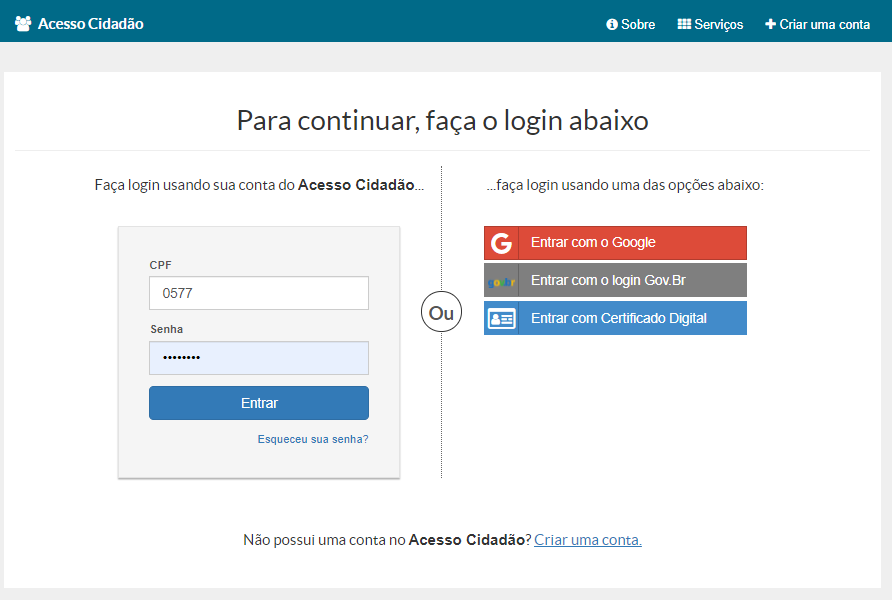 Acesso Cidadão
Sobre
Serviços
Criar uma conta
Para continuar, faça o login abaixo
Faça login usando sua conta do Acesso Cidadão...
CPF
0577
Senha
Entrar
Esqueceu sua senha?
Ou
...faça login usando uma das opções abaixo:
G Entrar com o Google
gov.br Entrar com o login Gov.Br
Entrar com Certificado Digital
Não possui uma conta no Acesso Cidadão? Criar uma conta.